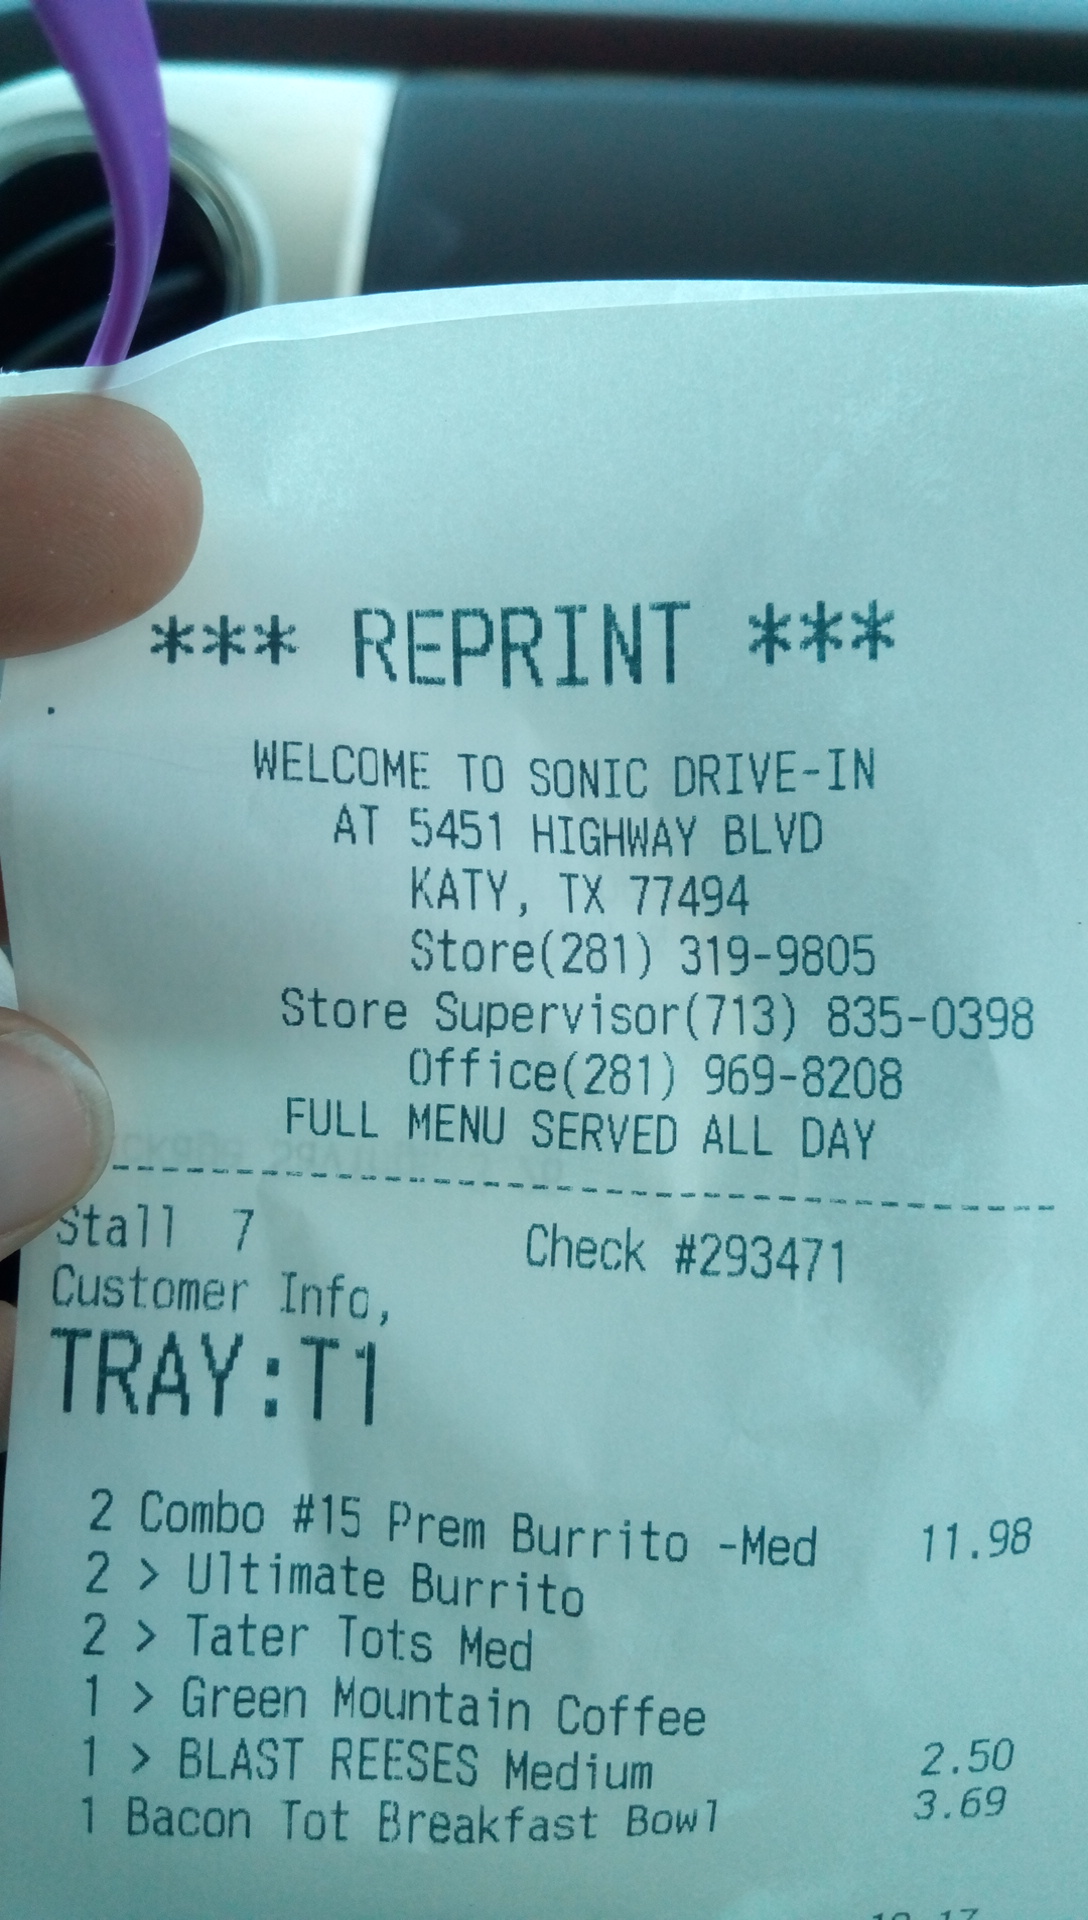 *** REPRINT ***
WELCOME TO SONIC DRIVE-IN
AT 5451 HIGHWAY BLVD
KATY, TX 77494
Store(281) 319-9805
Store Supervisor(713) 835-0398
Office(281) 969-8208
FULL MENU SERVED ALL DAY
Stall 7 Check #293471
Customer Info,
TRAY:T1
2 Combo #15 Prem Burrito -Med 11.98
2 > Ultimate Burrito
2 > Tater Tots Med
1 > Green Mountain Coffee
1 > BLAST REESES Medium 2.50
1 Bacon Tot Breakfast Bowl 3.69